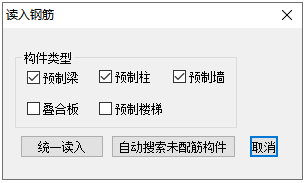 读入钢筋
构件类型
预制梁 预制柱 预制墙
叠合板 预制楼梯
统一读入 自动搜索未配筋构件 取消